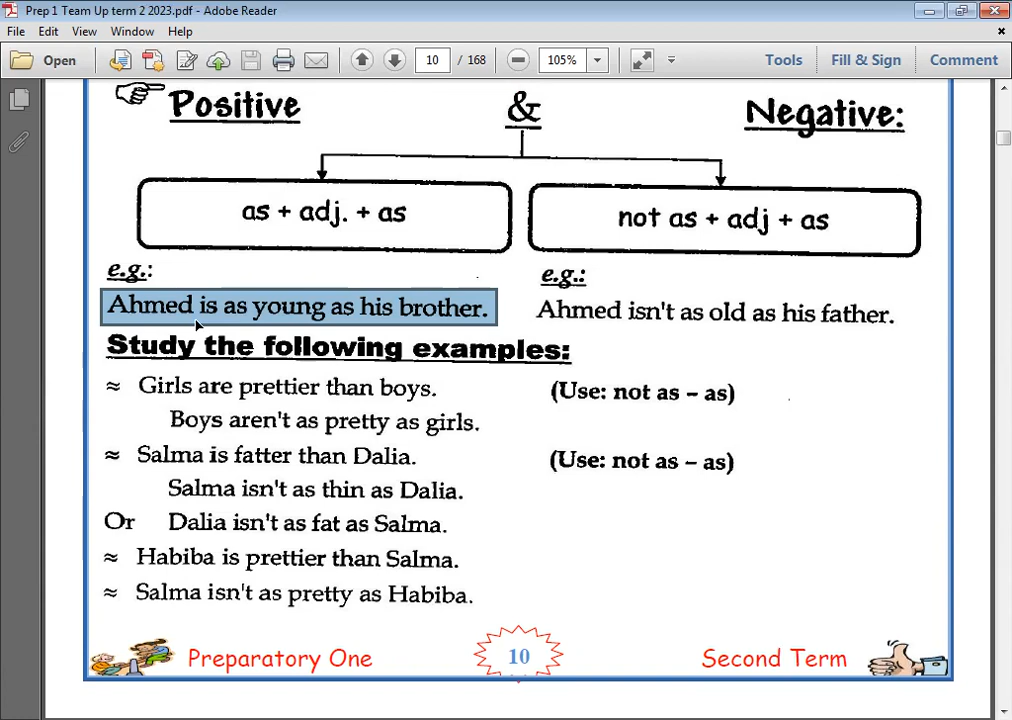 Prep 1 Team Up term 2 2023.pdf - Adobe Reader
File Edit View Window Help
Open 10 / 168 105% Tools Fill & Sign Comment
Positive & Negative:
as + adj. + as not as + adj + as
e.g.: e.g.:
Ahmed is as young as his brother. Ahmed isn't as old as his father.
Study the following examples:
≈ Girls are prettier than boys. (Use: not as – as)
Boys aren't as pretty as girls.
≈ Salma is fatter than Dalia. (Use: not as – as)
Salma isn't as thin as Dalia.
Or Dalia isn't as fat as Salma.
≈ Habiba is prettier than Salma.
≈ Salma isn't as pretty as Habiba.
Preparatory One 10 Second Term